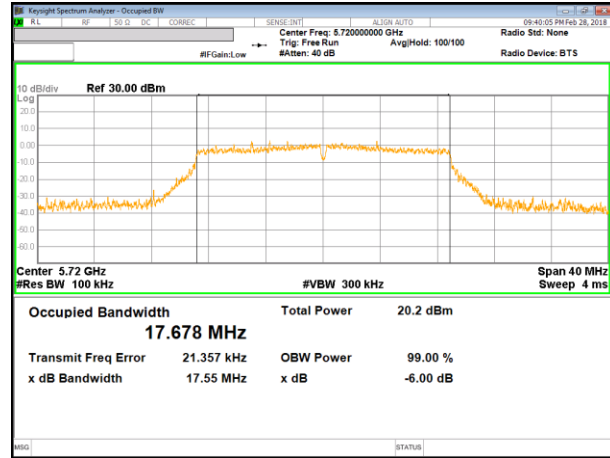 Keysight Spectrum Analyzer - Occupied BW
RL RF 50 Ω DC CORREC SENSE:INT ALIGN AUTO 09:40:05 PM Feb 28, 2018
Center Freq: 5.720000000 GHz Radio Std: None
Trig: Free Run Avg|Hold: 100/100
#IFGain:Low #Atten: 40 dB Radio Device: BTS
10 dB/div Ref 30.00 dBm
Log
20.0
10.0
0.00
-10.0
-20.0
-30.0
-40.0
-50.0
-60.0
Center 5.72 GHz Span 40 MHz
#Res BW 100 kHz #VBW 300 kHz Sweep 4 ms
Occupied Bandwidth Total Power 20.2 dBm
17.678 MHz
Transmit Freq Error 21.357 kHz OBW Power 99.00 %
x dB Bandwidth 17.55 MHz x dB -6.00 dB
MSG STATUS